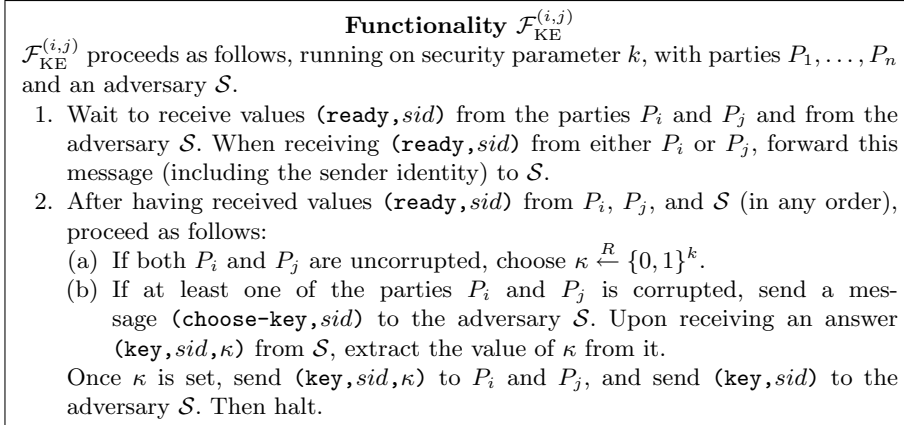 Functionality $\mathcal{F}_{\mathrm{KE}}^{(i,j)}$
$\mathcal{F}_{\mathrm{KE}}^{(i,j)}$ proceeds as follows, running on security parameter $k$, with parties $P_1, \ldots, P_n$
and an adversary $\mathcal{S}$.
1. Wait to receive values (ready,$sid$) from the parties $P_i$ and $P_j$ and from the
adversary $\mathcal{S}$. When receiving (ready,$sid$) from either $P_i$ or $P_j$, forward this
message (including the sender identity) to $\mathcal{S}$.
2. After having received values (ready,$sid$) from $P_i$, $P_j$, and $\mathcal{S}$ (in any order),
proceed as follows:
(a) If both $P_i$ and $P_j$ are uncorrupted, choose $\kappa \xleftarrow{R} \{0,1\}^k$.
(b) If at least one of the parties $P_i$ and $P_j$ is corrupted, send a mes-
sage (choose-key,$sid$) to the adversary $\mathcal{S}$. Upon receiving an answer
(key,$sid$,$\kappa$) from $\mathcal{S}$, extract the value of $\kappa$ from it.
Once $\kappa$ is set, send (key,$sid$,$\kappa$) to $P_i$ and $P_j$, and send (key,$sid$) to the
adversary $\mathcal{S}$. Then halt.